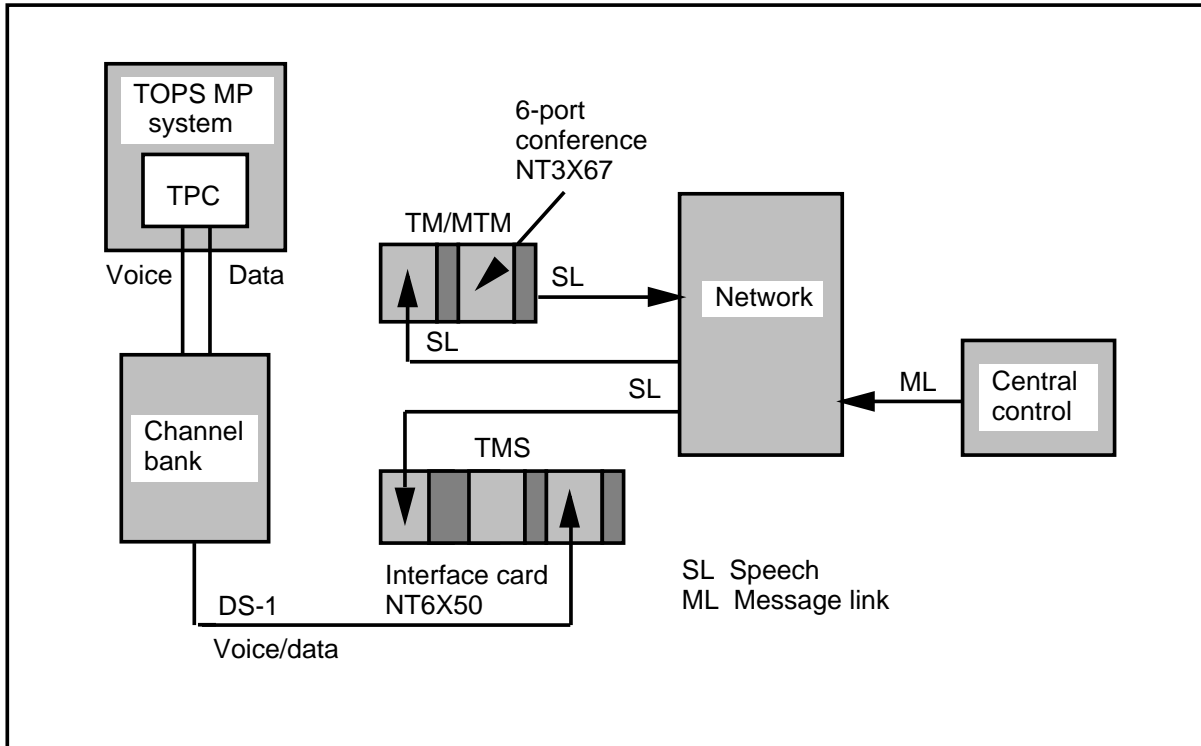 TOPS MP
system
TPC
Voice
Data
6-port
conference
NT3X67
TM/MTM
SL
SL
SL
Network
ML
Central
control
Channel
bank
TMS
Interface card
NT6X50
DS-1
Voice/data
SL Speech
ML Message link